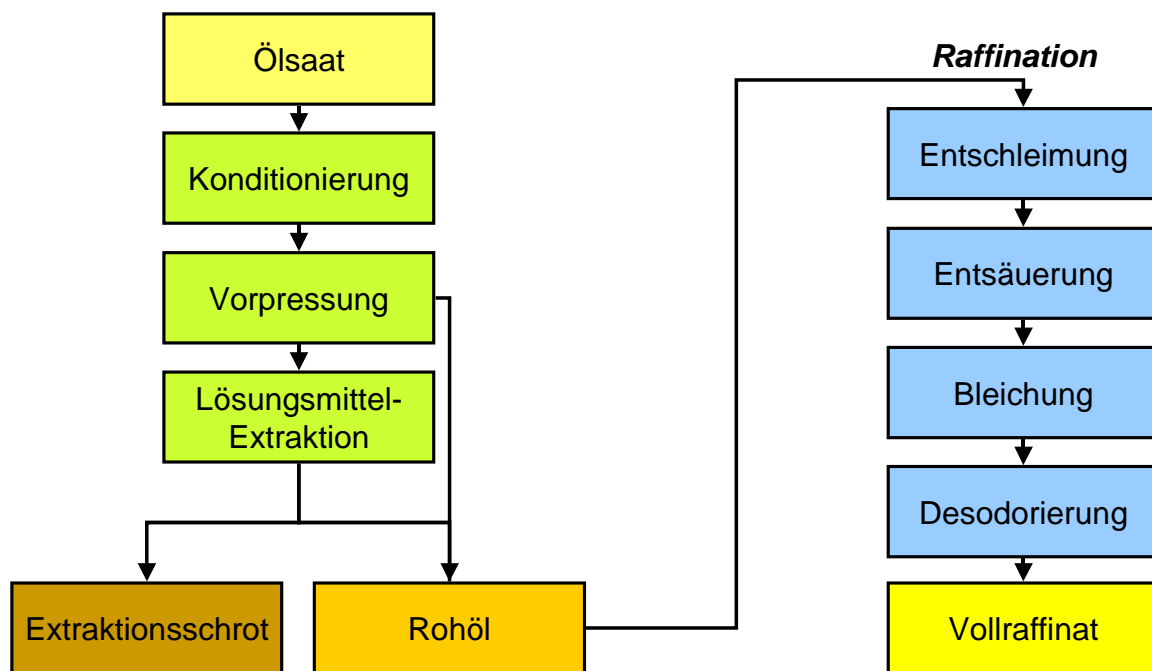 Ölsaat
Konditionierung
Vorpressung
Lösungsmittel-
Extraktion
Extraktionsschrot
Rohöl
Raffination
Entschleimung
Entsäuerung
Bleichung
Desodorierung
Vollraffinat